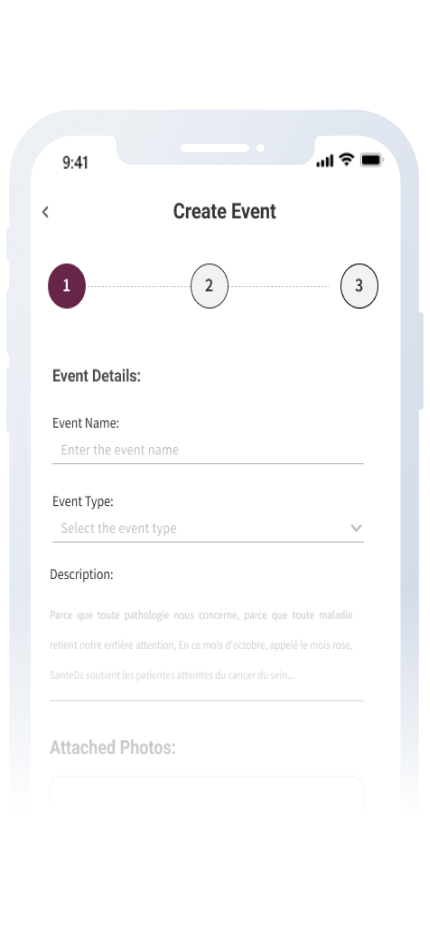 9:41
Create Event
1 2 3
Event Details:
Event Name:
Enter the event name
Event Type:
Select the event type
Description:
Parce que toute pathologie nous concerne, parce que toute maladie
retient notre entière attention, En ce mois d'octobre, appelé le mois rose,
SanteDz soutient les patientes atteintes du cancer du sein...
Attached Photos: